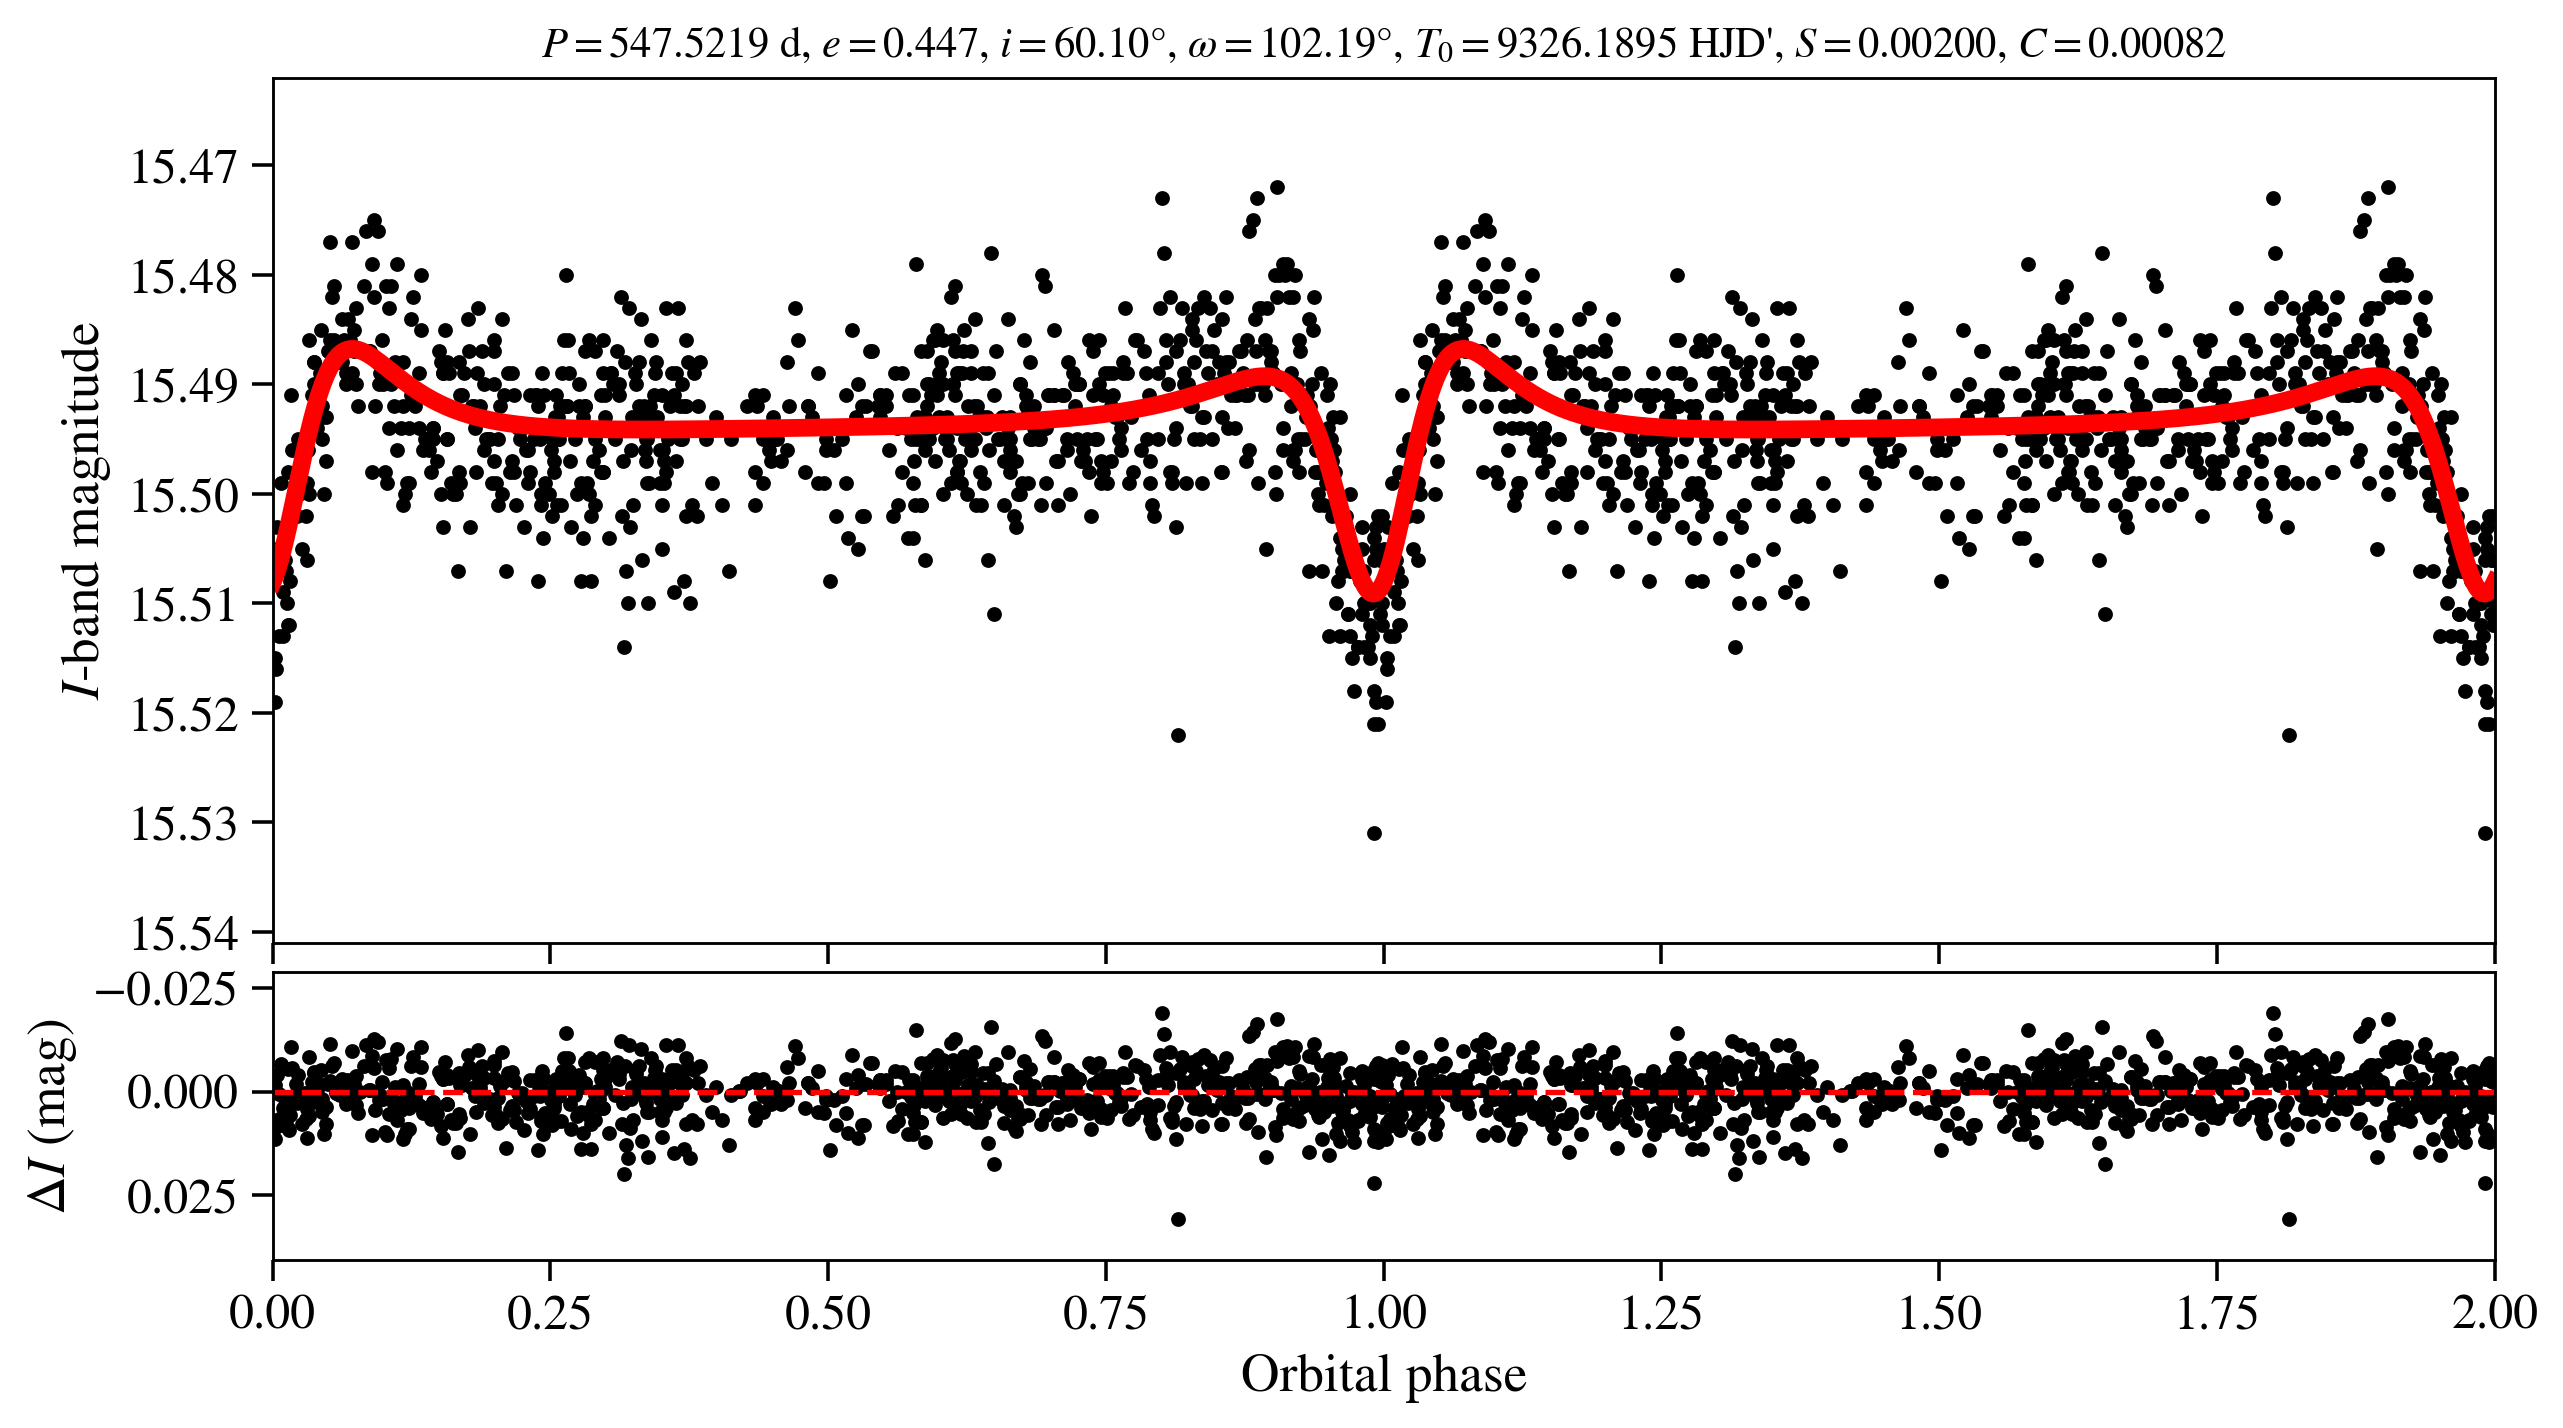 P = 547.5219 d, e = 0.447, i = 60.10°, ω = 102.19°, T₀ = 9326.1895 HJD', S = 0.00200, C = 0.00082
I-band magnitude
15.47
15.48
15.49
15.50
15.51
15.52
15.53
15.54
ΔI (mag)
−0.025
0.000
0.025
0.00 0.25 0.50 0.75 1.00 1.25 1.50 1.75 2.00
Orbital phase